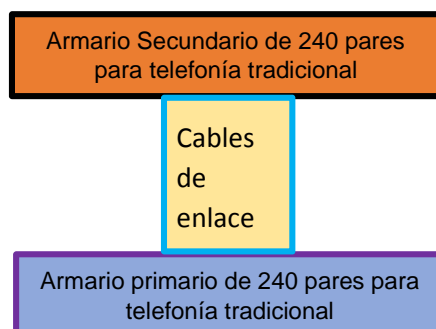 Armario Secundario de 240 pares
para telefonía tradicional
Cables
de
enlace
Armario primario de 240 pares para
telefonía tradicional